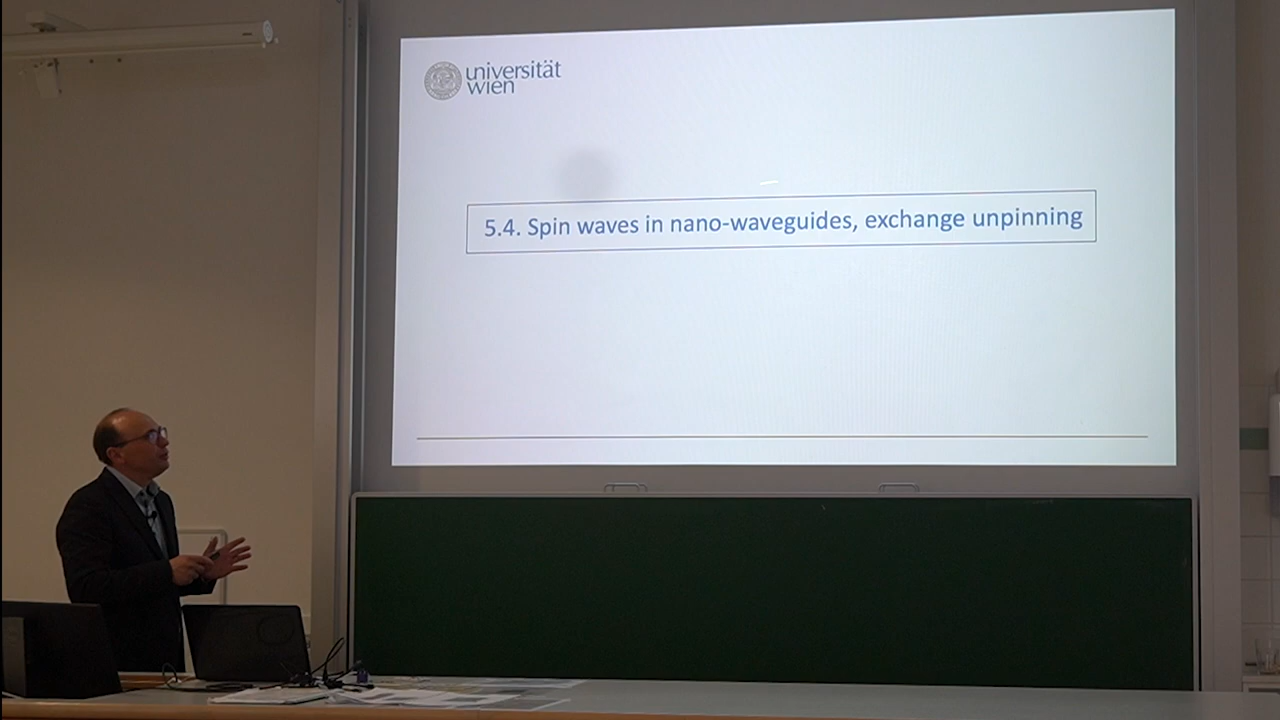 universität
wien
5.4. Spin waves in nano-waveguides, exchange unpinning